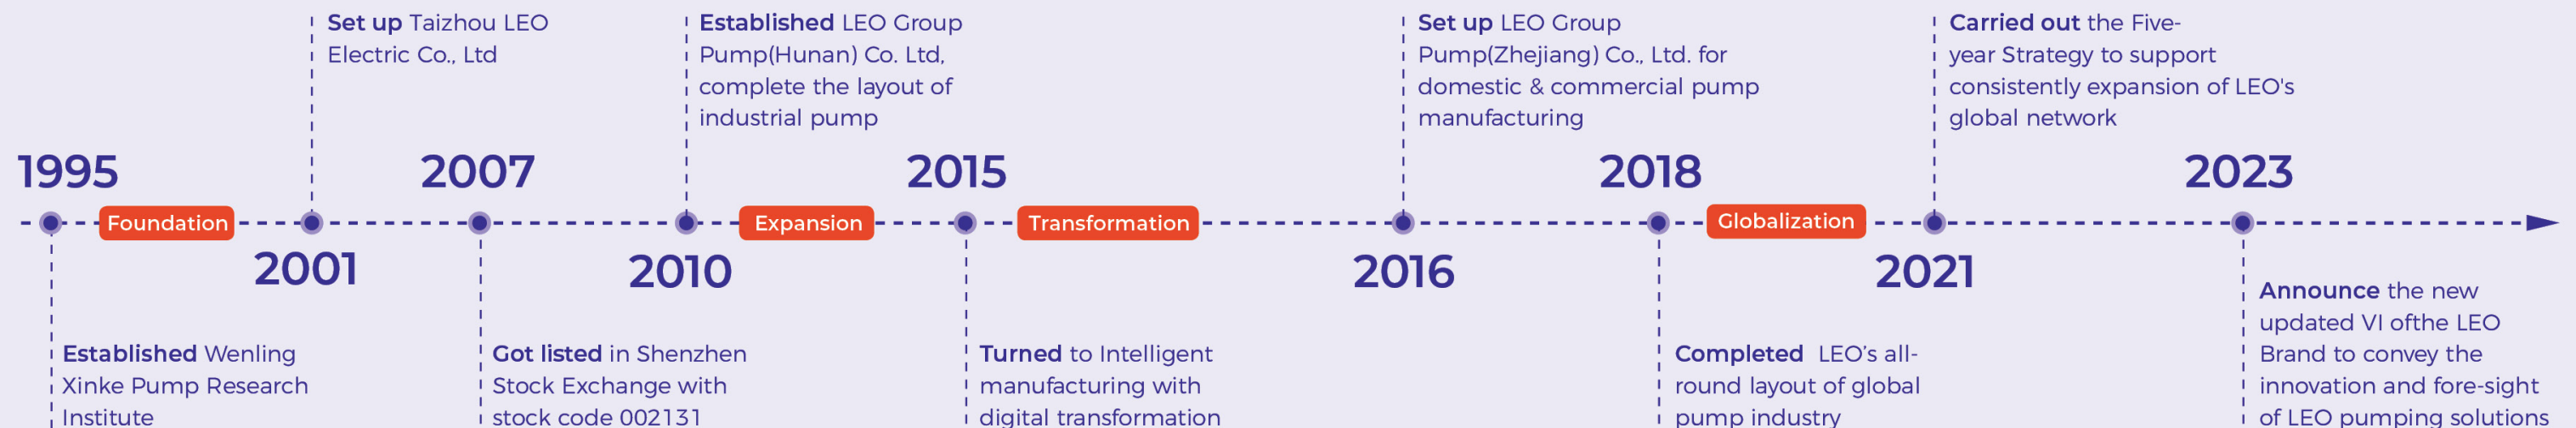 Set up Taizhou LEO
Electric Co., Ltd
Established LEO Group
Pump(Hunan) Co. Ltd,
complete the layout of
industrial pump
Set up LEO Group
Pump(Zhejiang) Co., Ltd. for
domestic & commercial pump
manufacturing
Carried out the Five-
year Strategy to support
consistently expansion of LEO's
global network
1995
2007
2015
2018
2023
Foundation
Expansion
Transformation
Globalization
2001
2010
2016
2021
Established Wenling
Xinke Pump Research
Institute
Got listed in Shenzhen
Stock Exchange with
stock code 002131
Turned to Intelligent
manufacturing with
digital transformation
Completed LEO’s all-
round layout of global
pump industry
Announce the new
updated VI ofthe LEO
Brand to convey the
innovation and fore-sight
of LEO pumping solutions